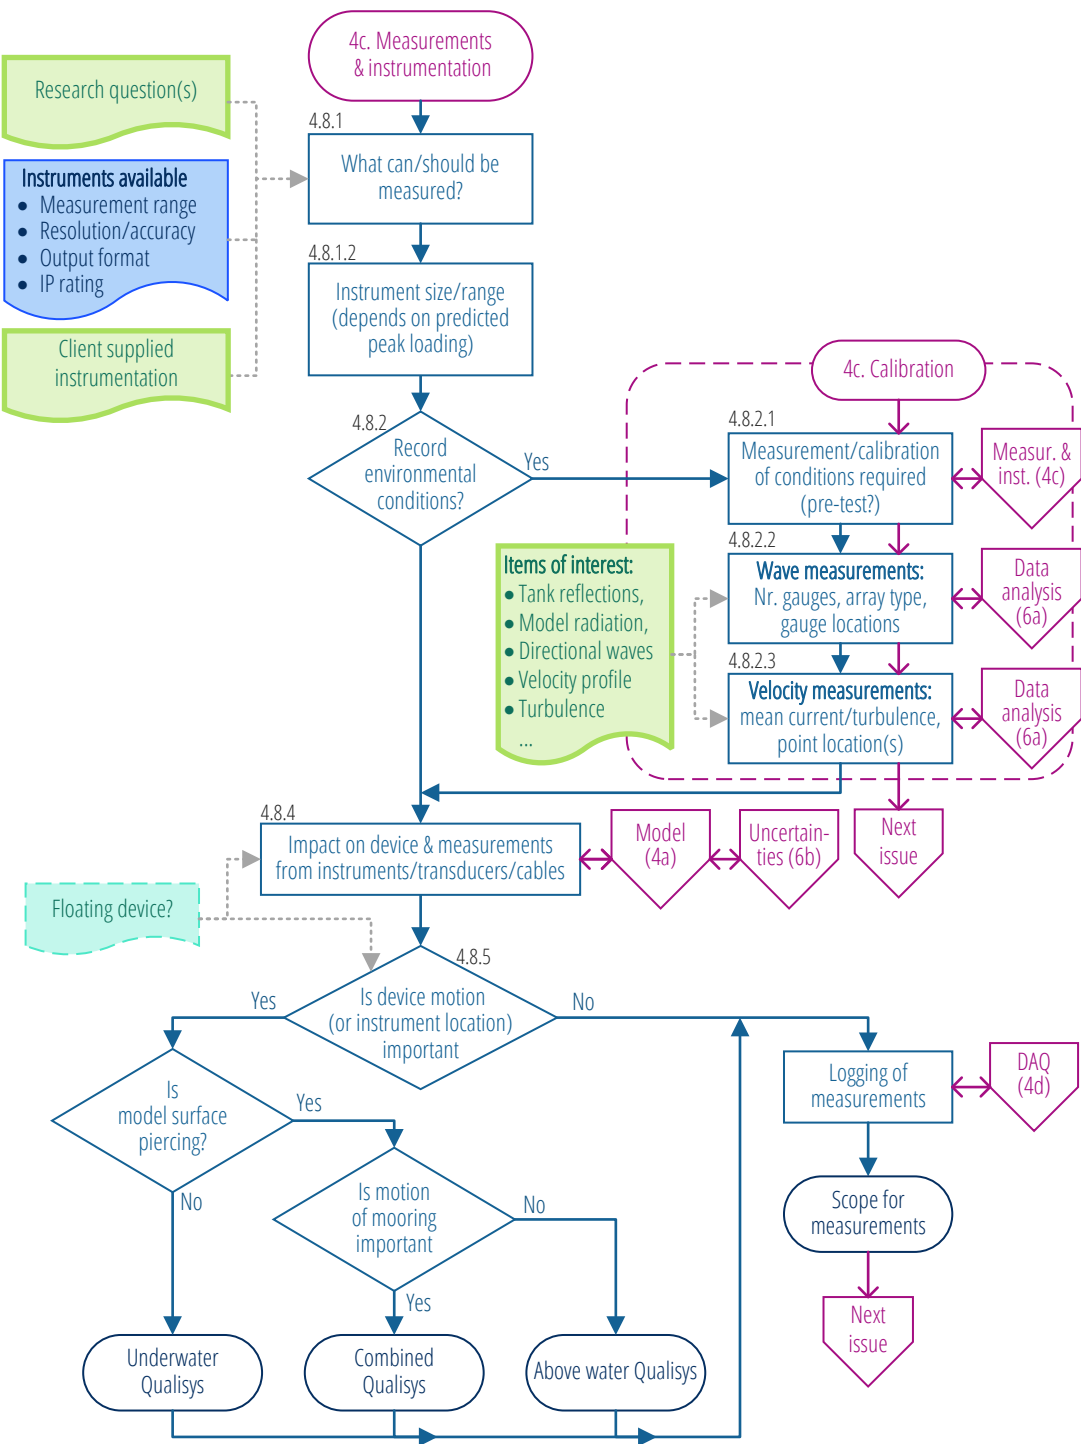 4c. Measurements
& instrumentation
Research question(s)
4.8.1
What can/should be
measured?
Instruments available
• Measurement range
• Resolution/accuracy
• Output format
• IP rating
4.8.1.2
Instrument size/range
(depends on predicted
peak loading)
Client supplied
instrumentation
4c. Calibration
4.8.2
Record
environmental
conditions?
Yes
4.8.2.1
Measurement/calibration
of conditions required
(pre-test?)
Measur. &
inst. (4c)
4.8.2.2
Wave measurements:
Nr. gauges, array type,
gauge locations
Data
analysis
(6a)
Items of interest:
• Tank reflections,
• Model radiation,
• Directional waves
• Velocity profile
• Turbulence
...
4.8.2.3
Velocity measurements:
mean current/turbulence,
point location(s)
Data
analysis
(6a)
4.8.4
Impact on device & measurements
from instruments/transducers/cables
Model
(4a)
Uncertain-
ties (6b)
Next
issue
Floating device?
4.8.5
Is device motion
(or instrument location)
important
Yes
No
Logging of
measurements
DAQ
(4d)
Is
model surface
piercing?
Yes
No
Is motion
of mooring
important
No
Yes
Scope for
measurements
Next
issue
Underwater
Qualisys
Combined
Qualisys
Above water Qualisys